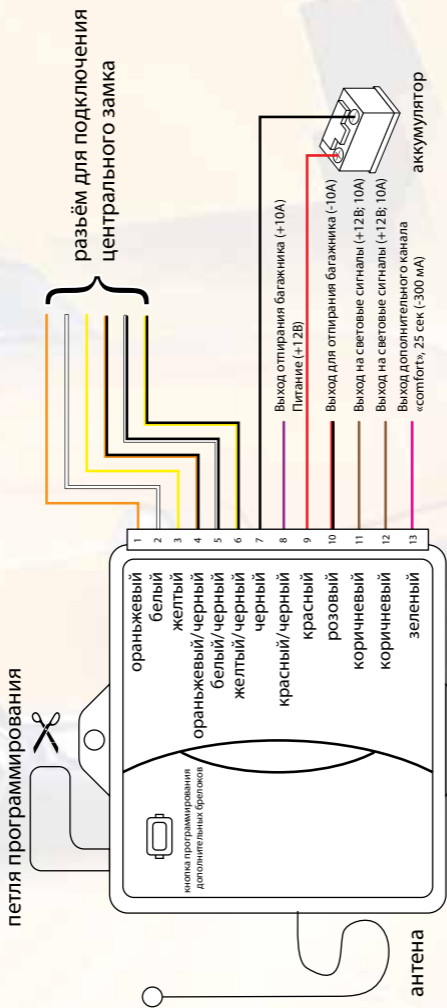 петля программирования
разъём для подключения
центрального замка
кнопка программирования
дополнительных брелоков
1 ораньжевый
2 белый
3 желтый
4 ораньжевый/черный
5 белый/черный
6 желтый/черный
7 черный
8 красный/черный
9 красный
10 розовый
11 коричневый
12 коричневый
13 зеленый
Выход отпирания багажника (+10А)
Питание (+12В)
Выход для отпирания багажника (-10А)
Выход на световые сигналы (+12В; 10А)
Выход на световые сигналы (+12В; 10А)
Выход дополнительного канала
«comfort», 25 сек (-300 мА)
аккумулятор
антена